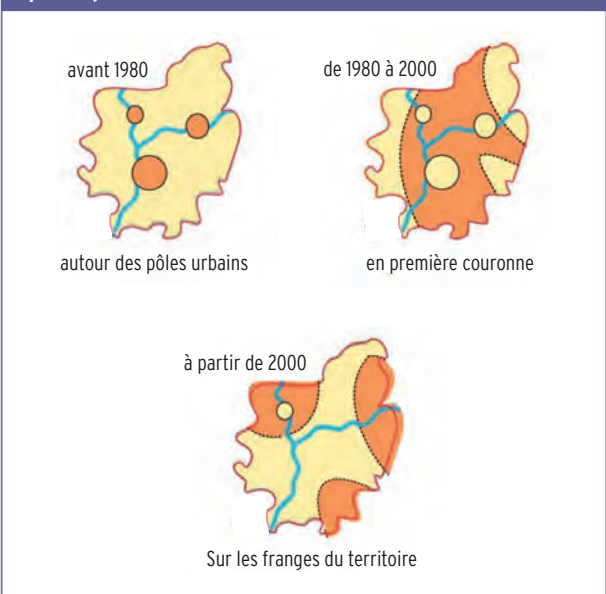 avant 1980
de 1980 à 2000
autour des pôles urbains
en première couronne
à partir de 2000
Sur les franges du territoire